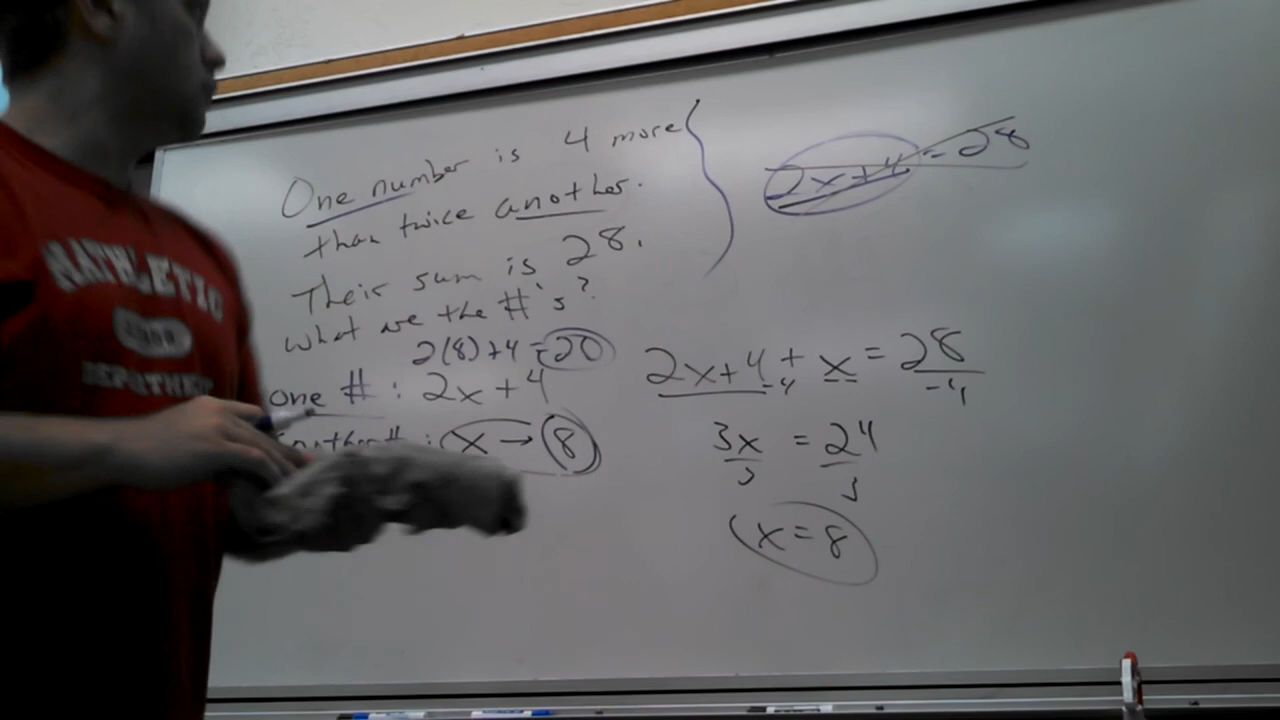 One number is 4 more
than twice another.
Their sum is 28.
What are the #'s?
2(8)+4=20
one #: 2x+4
another #: x → 8
2x+4 = 28
2x+4 + x = 28
-4 -4
3x = 24
3 3
x = 8
MATHLETIC